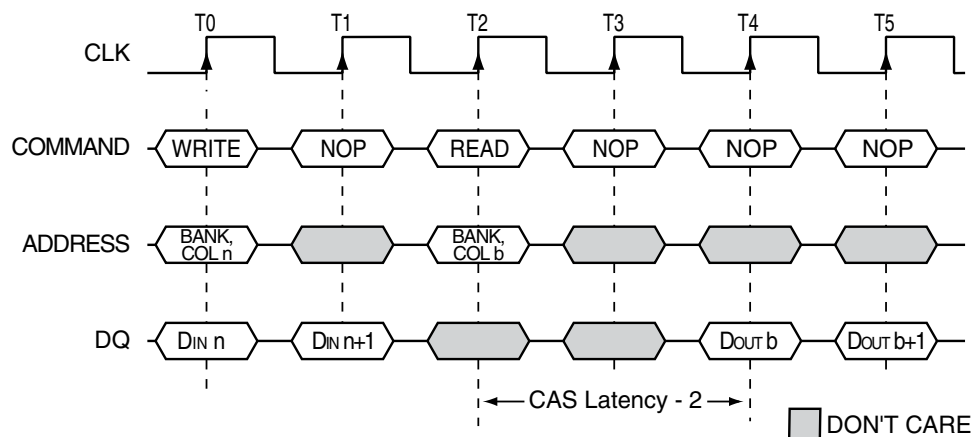 T0 T1 T2 T3 T4 T5
CLK
COMMAND WRITE NOP READ NOP NOP NOP
ADDRESS BANK, COL n BANK, COL b
DQ DIN n DIN n+1 DOUT b DOUT b+1
CAS Latency - 2
DON'T CARE